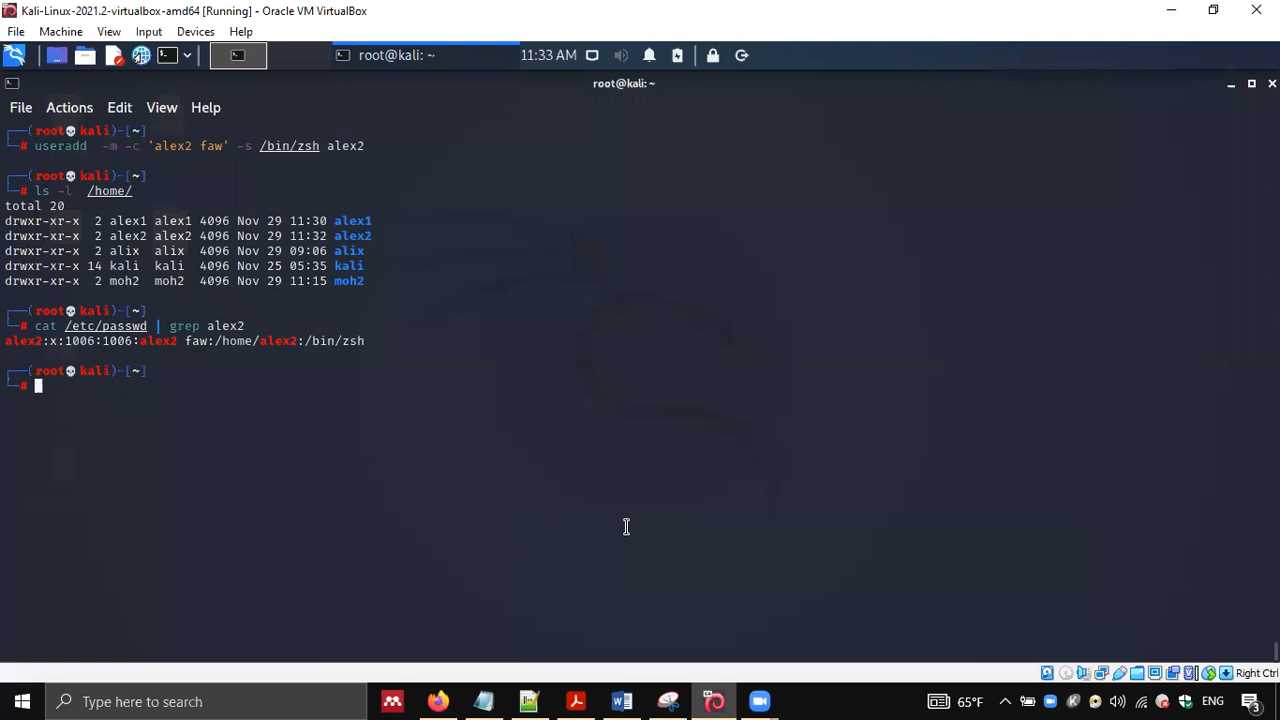 Kali-Linux-2021.2-virtualbox-amd64 [Running] - Oracle VM VirtualBox
File Machine View Input Devices Help
root@kali: ~ 11:33 AM
root@kali: ~
File Actions Edit View Help
┌──(root💀kali)-[~]
└─# useradd  -m -c 'alex2 faw' -s /bin/zsh alex2
┌──(root💀kali)-[~]
└─# ls -l  /home/
total 20
drwxr-xr-x  2 alex1 alex1 4096 Nov 29 11:30 alex1
drwxr-xr-x  2 alex2 alex2 4096 Nov 29 11:32 alex2
drwxr-xr-x  2 alix  alix  4096 Nov 29 09:06 alix
drwxr-xr-x 14 kali  kali  4096 Nov 25 05:35 kali
drwxr-xr-x  2 moh2  moh2  4096 Nov 29 11:15 moh2
┌──(root💀kali)-[~]
└─# cat /etc/passwd | grep alex2
alex2:x:1006:1006:alex2 faw:/home/alex2:/bin/zsh
┌──(root💀kali)-[~]
└─#
Right Ctrl
Type here to search 65°F ENG 3